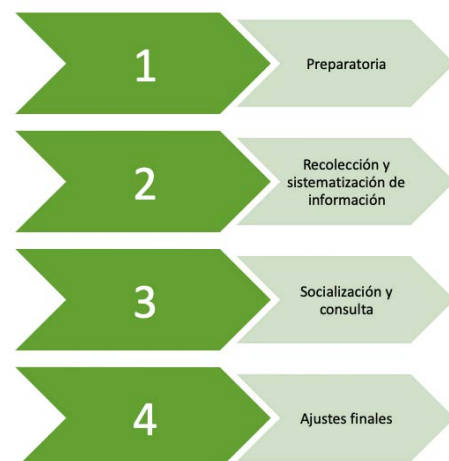 1
Preparatoria
2
Recolección y
sistematización de
información
3
Socialización y
consulta
4
Ajustes finales